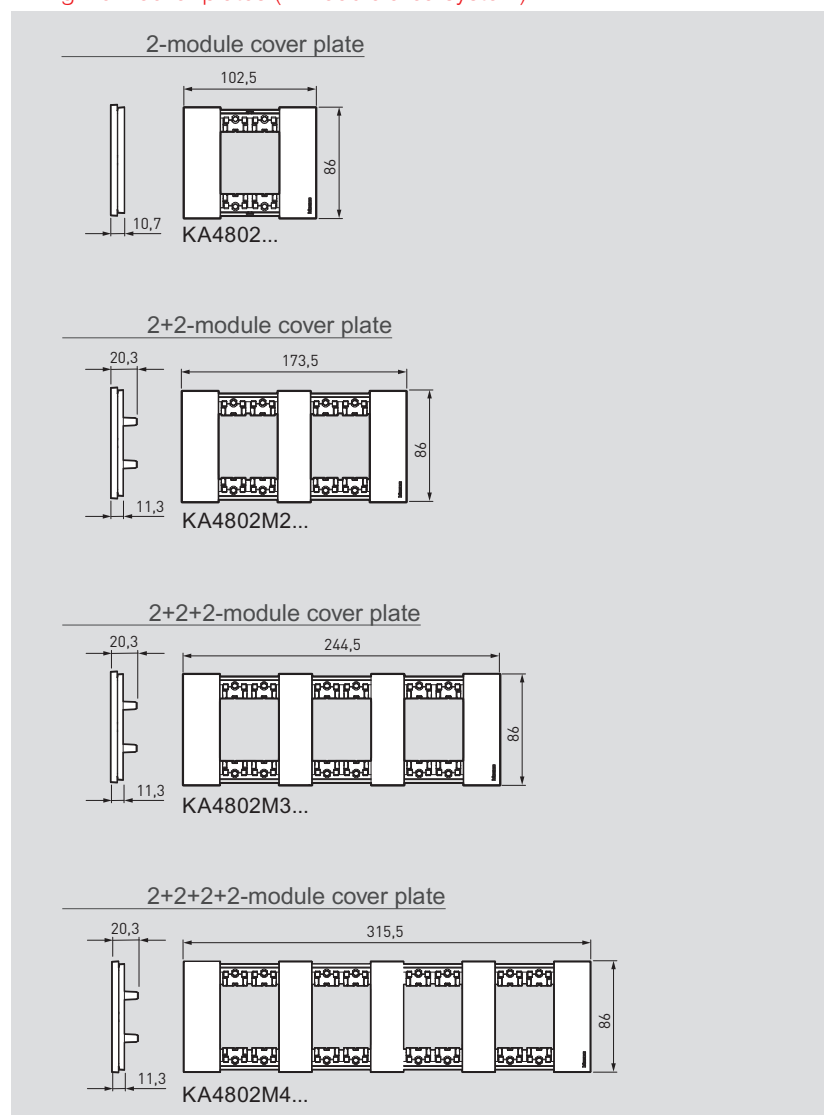 2-module cover plate
102,5
86
10,7
KA4802...
2+2-module cover plate
20,3
173,5
86
11,3
KA4802M2...
2+2+2-module cover plate
20,3
244,5
86
11,3
KA4802M3...
2+2+2+2-module cover plate
20,3
315,5
86
11,3
KA4802M4...